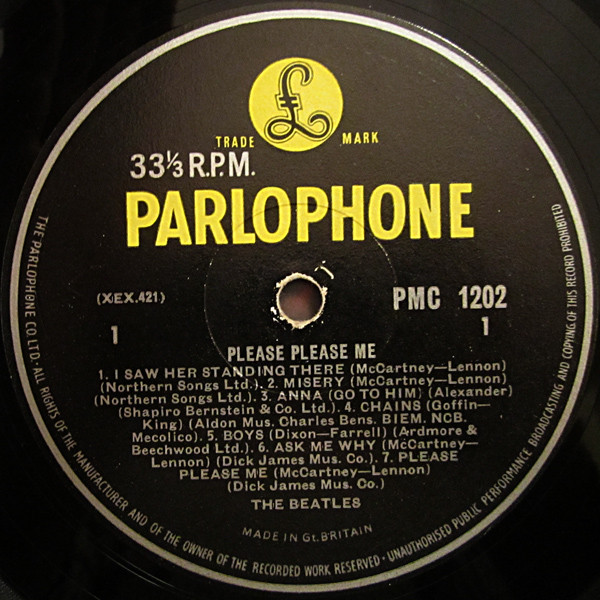 £
TRADE MARK
33⅓ R.P.M.
PARLOPHONE
(XEX.421)
PMC 1202
1
1
PLEASE PLEASE ME
1. I SAW HER STANDING THERE (McCartney—Lennon)
(Northern Songs Ltd.). 2. MISERY (McCartney—Lennon)
(Northern Songs Ltd.). 3. ANNA (GO TO HIM) (Alexander)
(Shapiro Bernstein & Co. Ltd.). 4. CHAINS (Goffin—
King) (Aldon Mus. Charles Bens. BIEM. NCB.
Mecolico). 5. BOYS (Dixon—Farrell) (Ardmore &
Beechwood Ltd.). 6. ASK ME WHY (McCartney—
Lennon) (Dick James Mus. Co.). 7. PLEASE
PLEASE ME (McCartney—Lennon)
(Dick James Mus. Co.)
THE BEATLES
MADE IN Gt. BRITAIN
THE PARLOPHONE CO. LTD. · ALL RIGHTS OF THE MANUFACTURER AND OF THE OWNER OF THE RECORDED WORK RESERVED · UNAUTHORISED PUBLIC PERFORMANCE BROADCASTING AND COPYING OF THIS RECORD PROHIBITED